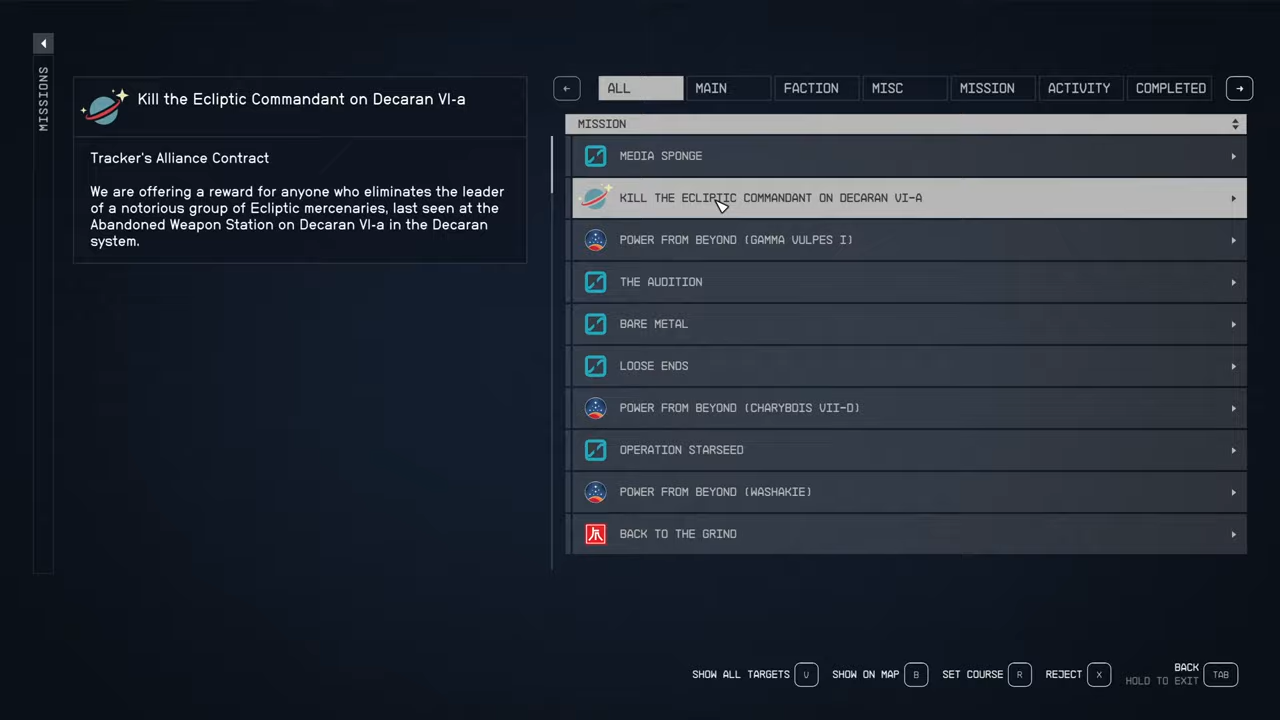 MISSIONS
Kill the Ecliptic Commandant on Decaran VI-a
Tracker's Alliance Contract
We are offering a reward for anyone who eliminates the leader
of a notorious group of Ecliptic mercenaries, last seen at the
Abandoned Weapon Station on Decaran VI-a in the Decaran
system.
ALL MAIN FACTION MISC MISSION ACTIVITY COMPLETED
MISSION
MEDIA SPONGE
KILL THE ECLIPTIC COMMANDANT ON DECARAN VI-A
POWER FROM BEYOND (GAMMA VULPES I)
THE AUDITION
BARE METAL
LOOSE ENDS
POWER FROM BEYOND (CHARYBDIS VII-D)
OPERATION STARSEED
POWER FROM BEYOND (WASHAKIE)
BACK TO THE GRIND
SHOW ALL TARGETS V SHOW ON MAP B SET COURSE R REJECT X BACK TAB
HOLD TO EXIT